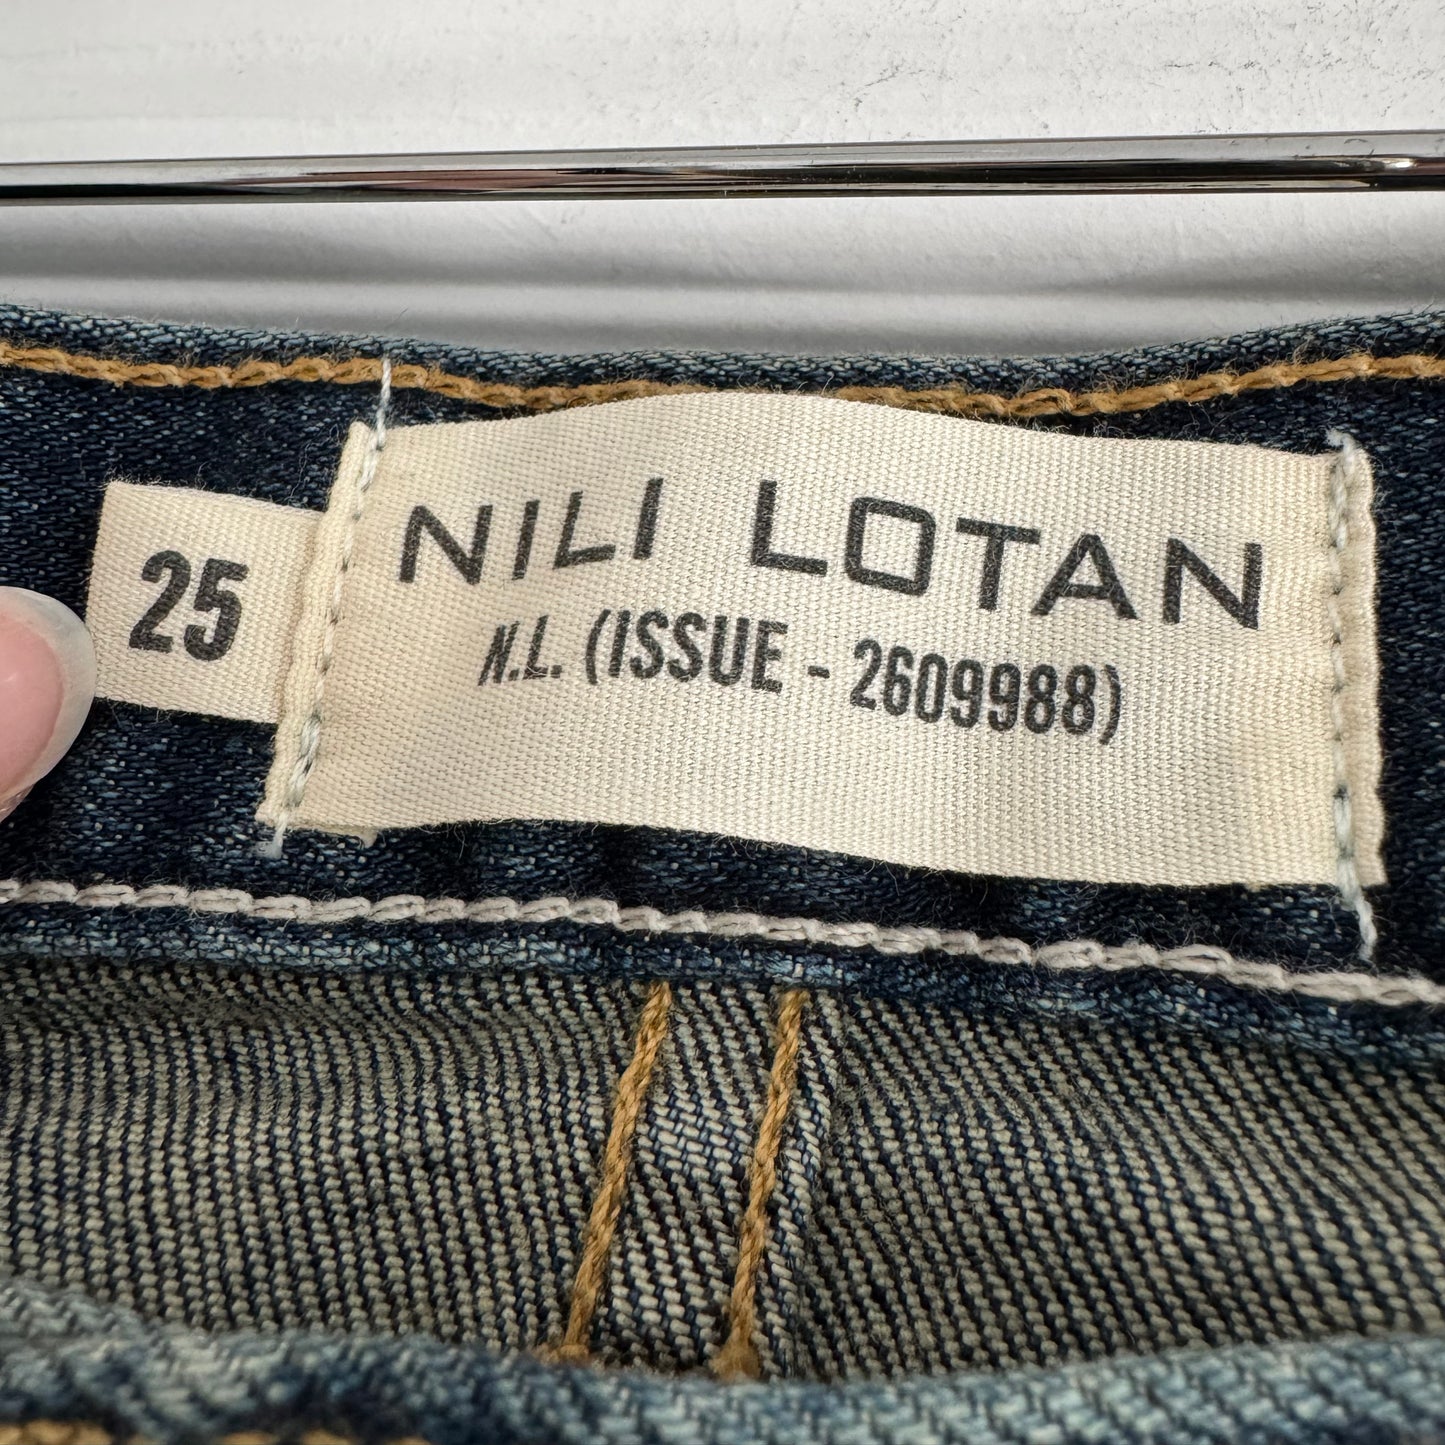 25
NILI LOTAN
N.L. (ISSUE - 2609988)